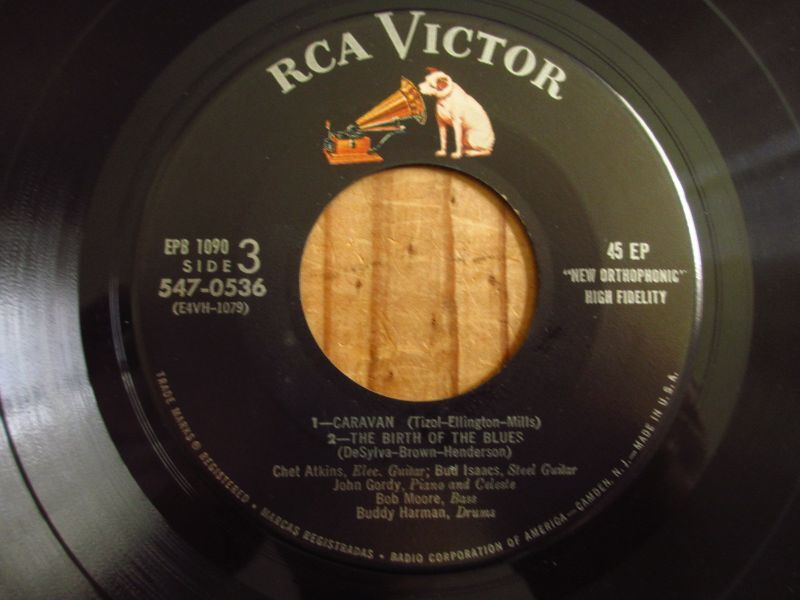 RCA VICTOR
EPB 1090
SIDE 3
547-0536
(E4VH-1079)
45 EP
"NEW ORTHOPHONIC"
HIGH FIDELITY
1—CARAVAN (Tizol-Ellington-Mills)
2—THE BIRTH OF THE BLUES
(DeSylva-Brown-Henderson)
Chet Atkins, Elec. Guitar; Bud Isaacs, Steel Guitar
John Gordy, Piano and Celeste
Bob Moore, Bass
Buddy Harman, Drums
TRADE MARKS ® REGISTERED • MARCAS REGISTRADAS • RADIO CORPORATION OF AMERICA—CAMDEN, N. J.—MADE IN U.S.A.